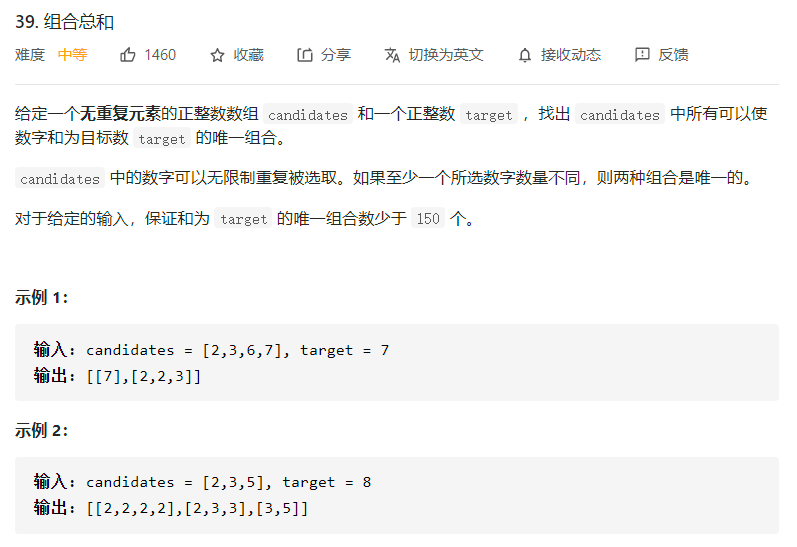 39. 组合总和
难度 中等 1460 收藏 分享 切换为英文 接收动态 反馈
给定一个无重复元素的正整数数组 candidates 和一个正整数 target ，找出 candidates 中所有可以使
数字和为目标数 target 的唯一组合。
candidates 中的数字可以无限制重复被选取。如果至少一个所选数字数量不同，则两种组合是唯一的。
对于给定的输入，保证和为 target 的唯一组合数少于 150 个。
示例 1：
输入：candidates = [2,3,6,7], target = 7
输出：[[7],[2,2,3]]
示例 2：
输入：candidates = [2,3,5], target = 8
输出：[[2,2,2,2],[2,3,3],[3,5]]